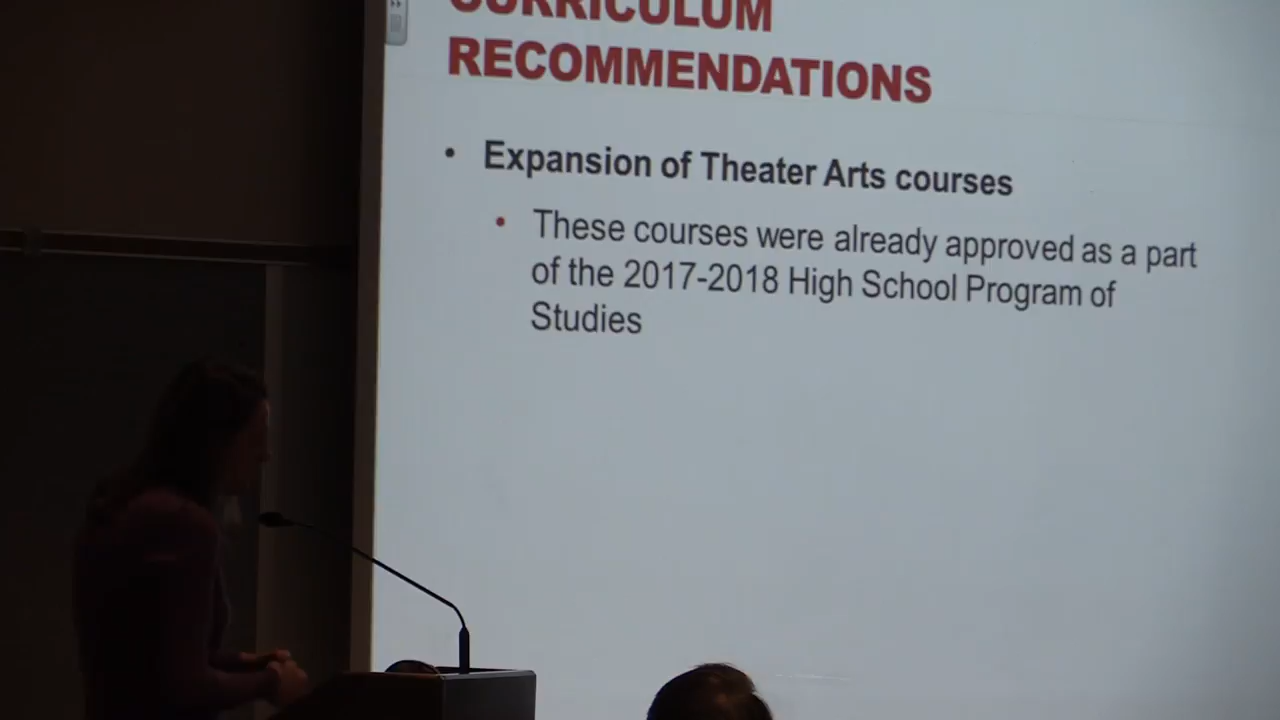 CURRICULUM
RECOMMENDATIONS
• Expansion of Theater Arts courses
• These courses were already approved as a part
of the 2017-2018 High School Program of
Studies